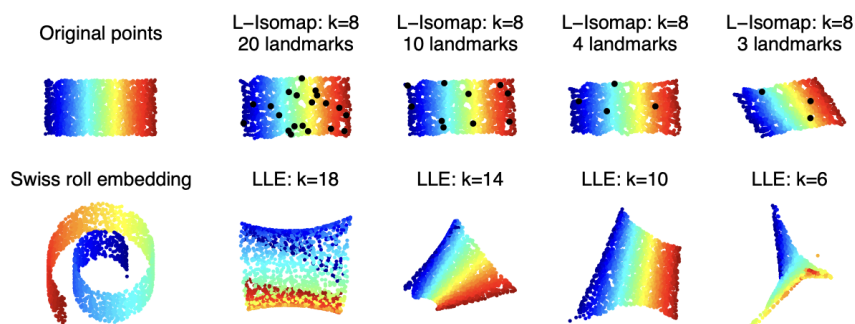 Original points
L-Isomap: k=8
20 landmarks
L-Isomap: k=8
10 landmarks
L-Isomap: k=8
4 landmarks
L-Isomap: k=8
3 landmarks
Swiss roll embedding
LLE: k=18
LLE: k=14
LLE: k=10
LLE: k=6